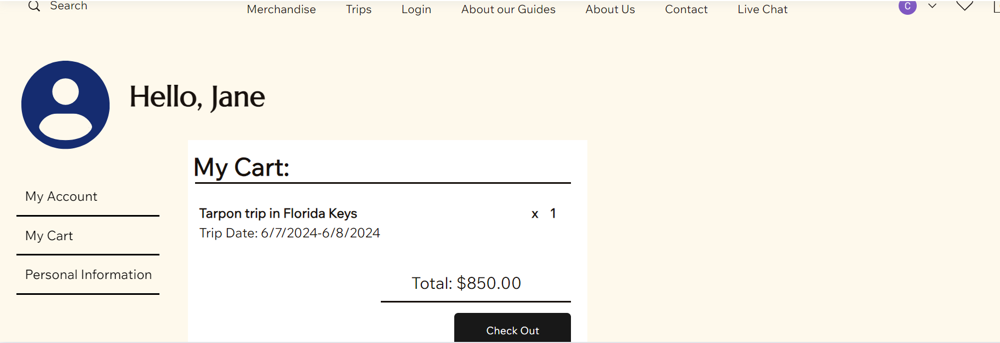 Search
Merchandise Trips Login About our Guides About Us Contact Live Chat
C
Hello, Jane
My Cart:
My Account
Tarpon trip in Florida Keys x 1
Trip Date: 6/7/2024-6/8/2024
My Cart
Personal Information
Total: $850.00
Check Out